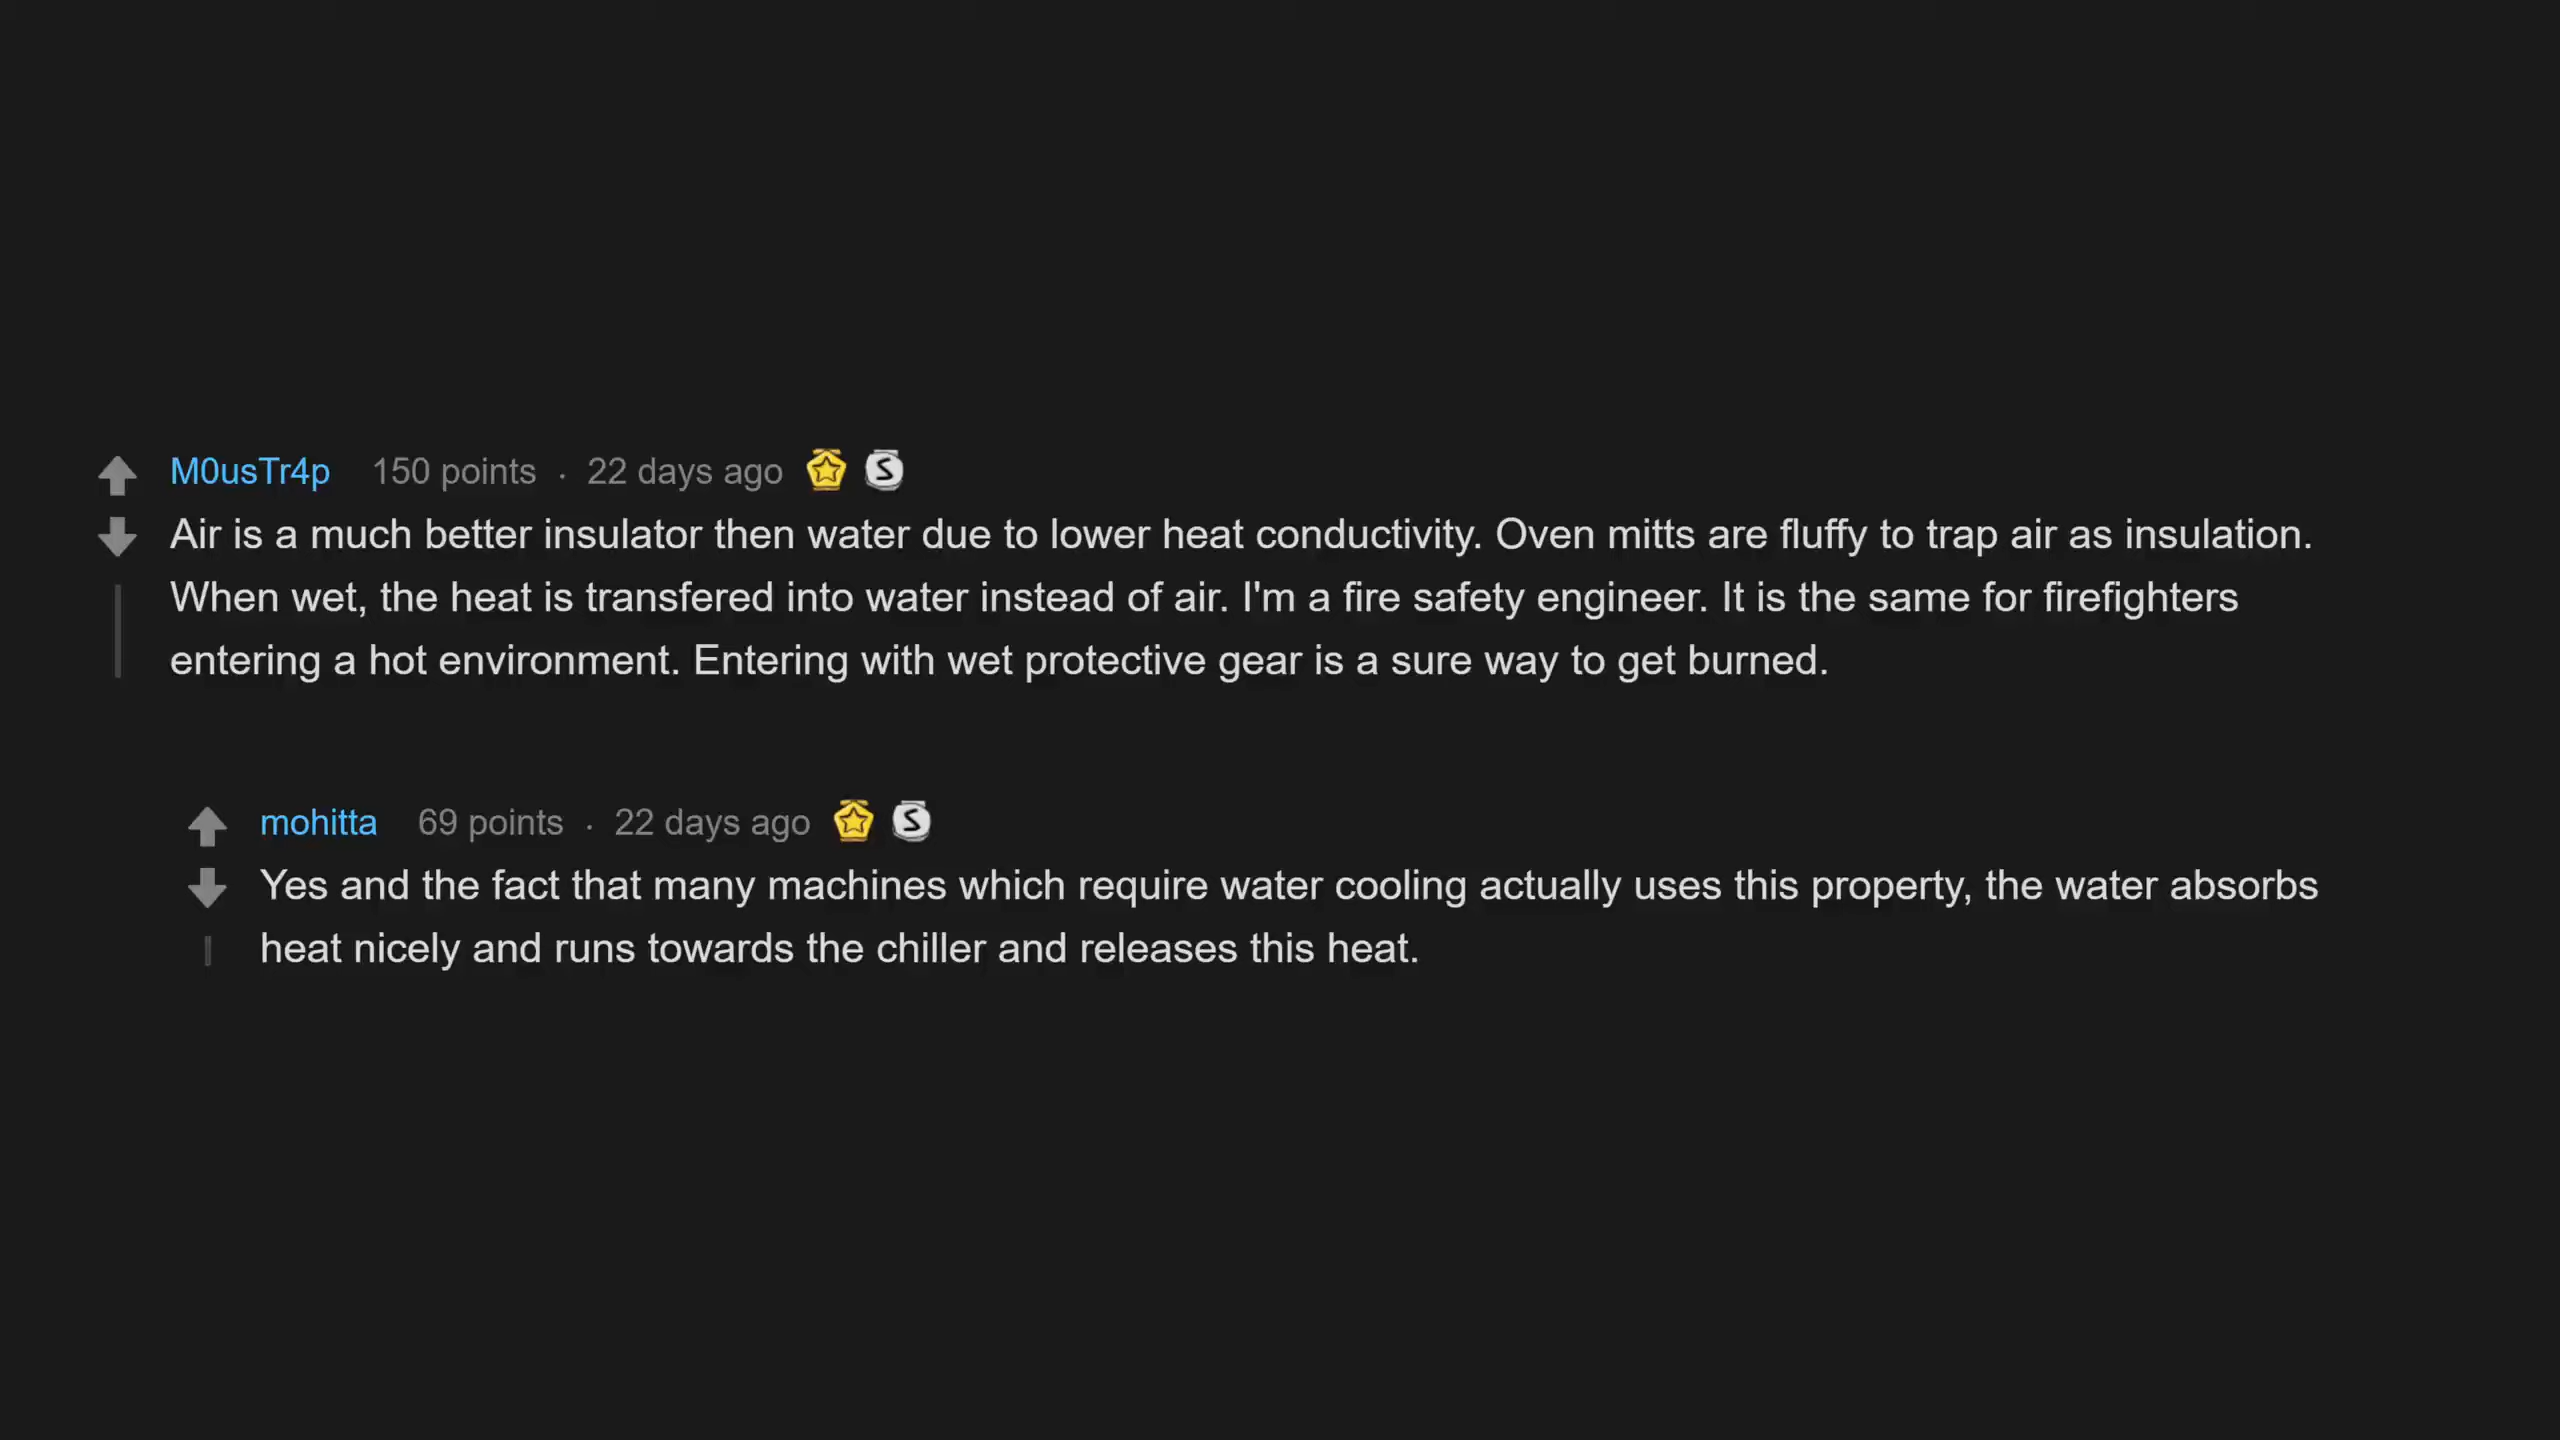 M0usTr4p 150 points · 22 days ago
Air is a much better insulator then water due to lower heat conductivity. Oven mitts are fluffy to trap air as insulation.
When wet, the heat is transfered into water instead of air. I'm a fire safety engineer. It is the same for firefighters
entering a hot environment. Entering with wet protective gear is a sure way to get burned.
mohitta 69 points · 22 days ago
Yes and the fact that many machines which require water cooling actually uses this property, the water absorbs
heat nicely and runs towards the chiller and releases this heat.